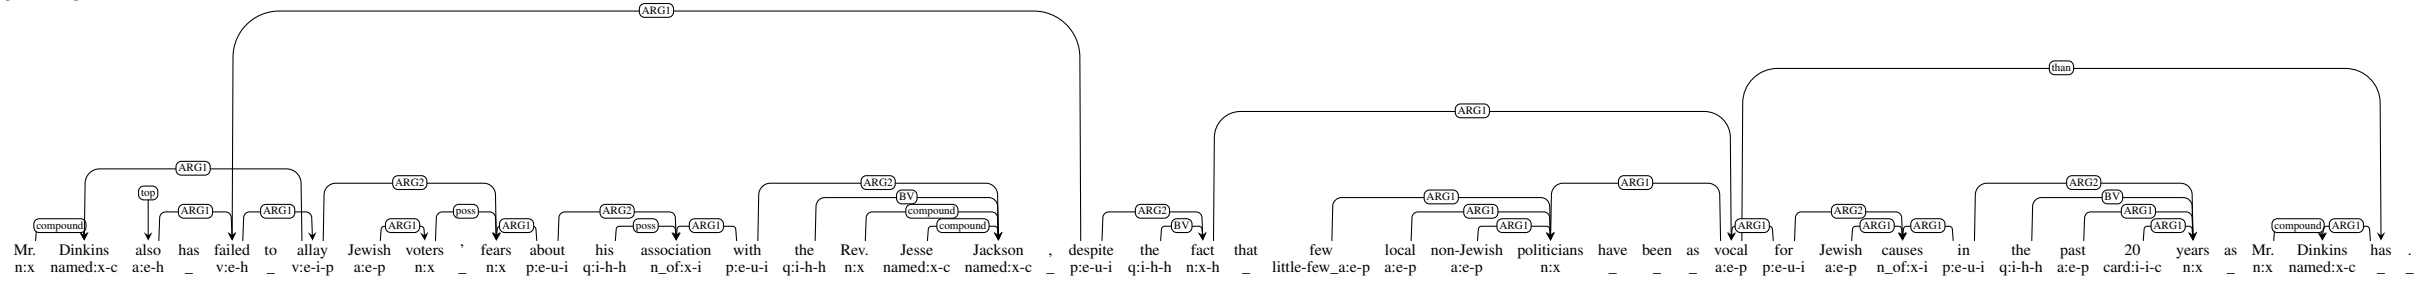 ARG1
than
ARG1
ARG1 ARG2 ARG2 ARG1 ARG2
top BV ARG1 BV
ARG1 ARG1 poss ARG2 compound ARG2 ARG1 ARG1
compound ARG1 ARG1 poss ARG1 compound BV ARG1 ARG1 ARG2 ARG1 ARG1 ARG1 compound ARG1
Mr. Dinkins also has failed to allay Jewish voters ' fears about his association with the Rev. Jesse Jackson , despite the fact that few local non-Jewish politicians have been as vocal for Jewish causes in the past 20 years as Mr. Dinkins has .
n:x named:x-c a:e-h _ v:e-h _ v:e-i-p a:e-p n:x _ n:x p:e-u-i q:i-h-h n_of:x-i p:e-u-i q:i-h-h n:x named:x-c named:x-c _ p:e-u-i q:i-h-h n:x-h _ little-few_a:e-p a:e-p a:e-p n:x _ _ _ a:e-p p:e-u-i a:e-p n_of:x-i p:e-u-i q:i-h-h a:e-p card:i-i-c n:x _ n:x named:x-c _ _